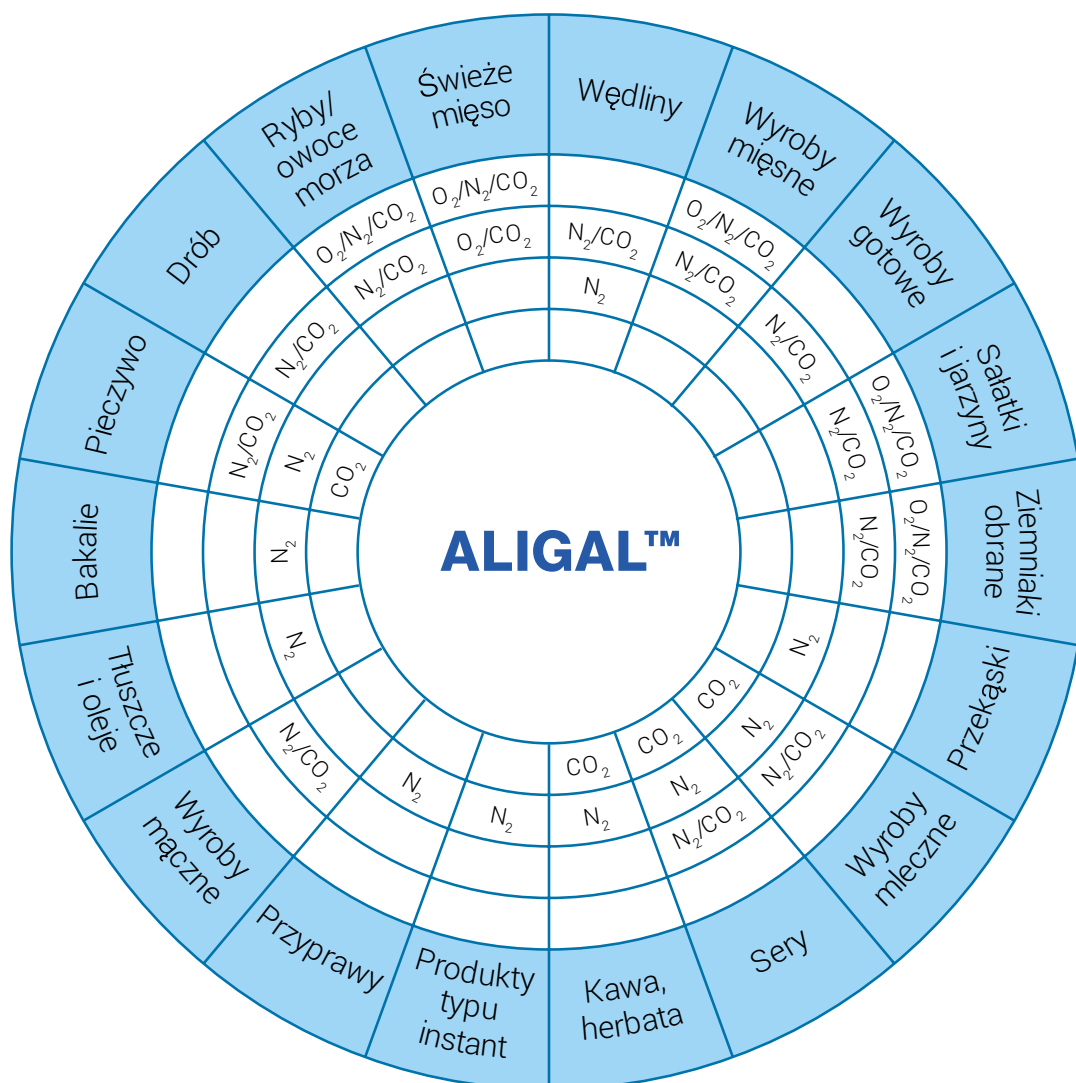 Świeże
mięso
O₂/N₂/CO₂
O₂/CO₂
Wędliny
N₂/CO₂
N₂
Wyroby
mięsne
O₂/N₂/CO₂
N₂/CO₂
Wyroby
gotowe
N₂/CO₂
Sałatki
i jarzyny
O₂/N₂/CO₂
N₂/CO₂
Ziemniaki
obrane
O₂/N₂/CO₂
N₂/CO₂
Przekąski
N₂
Wyroby
mleczne
N₂/CO₂
N₂
CO₂
Sery
N₂/CO₂
N₂
CO₂
Kawa,
herbata
N₂
CO₂
Produkty
typu
instant
N₂
Przyprawy
N₂
Wyroby
mączne
N₂/CO₂
Tłuszcze
i oleje
N₂
Bakalie
N₂
Pieczywo
N₂/CO₂
N₂
CO₂
Drób
N₂/CO₂
Ryby/
owoce
morza
O₂/N₂/CO₂
N₂/CO₂
ALIGAL™